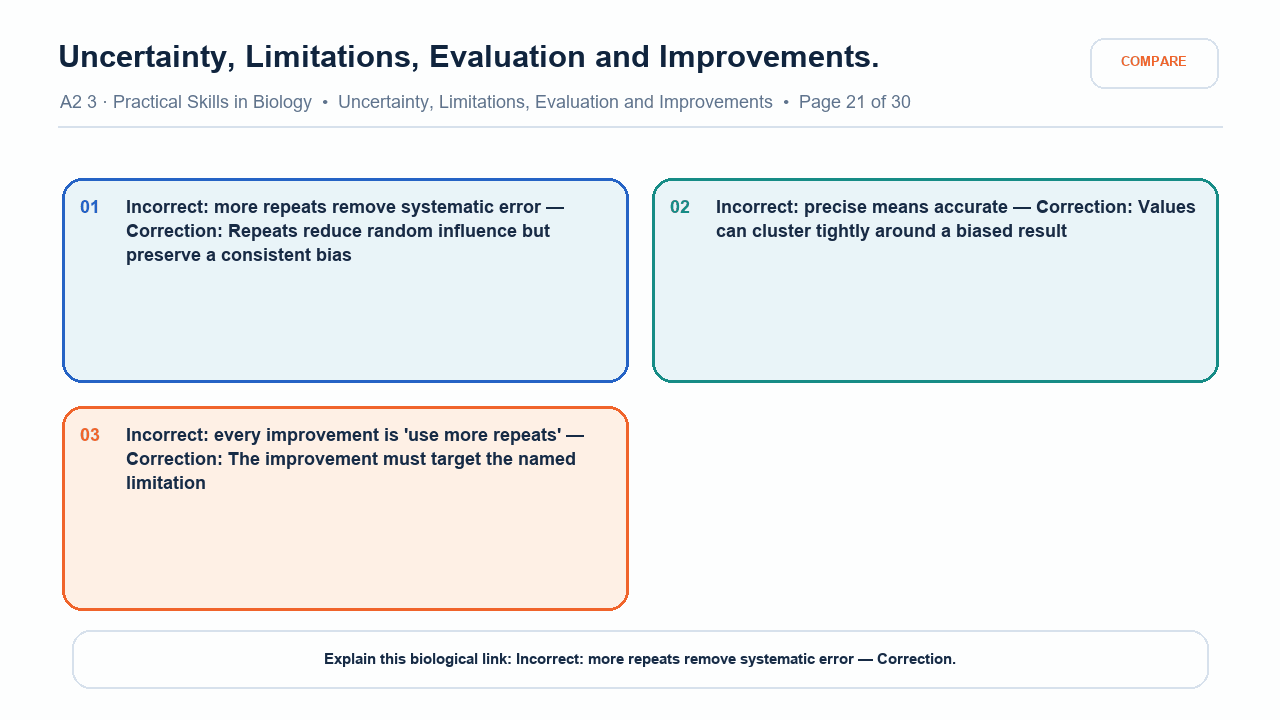 Uncertainty, Limitations, Evaluation and Improvements.
COMPARE
A2 3 · Practical Skills in Biology • Uncertainty, Limitations, Evaluation and Improvements • Page 21 of 30
01
Incorrect: more repeats remove systematic error —
Correction: Repeats reduce random influence but
preserve a consistent bias
02
Incorrect: precise means accurate — Correction: Values
can cluster tightly around a biased result
03
Incorrect: every improvement is 'use more repeats' —
Correction: The improvement must target the named
limitation
Explain this biological link: Incorrect: more repeats remove systematic error — Correction.